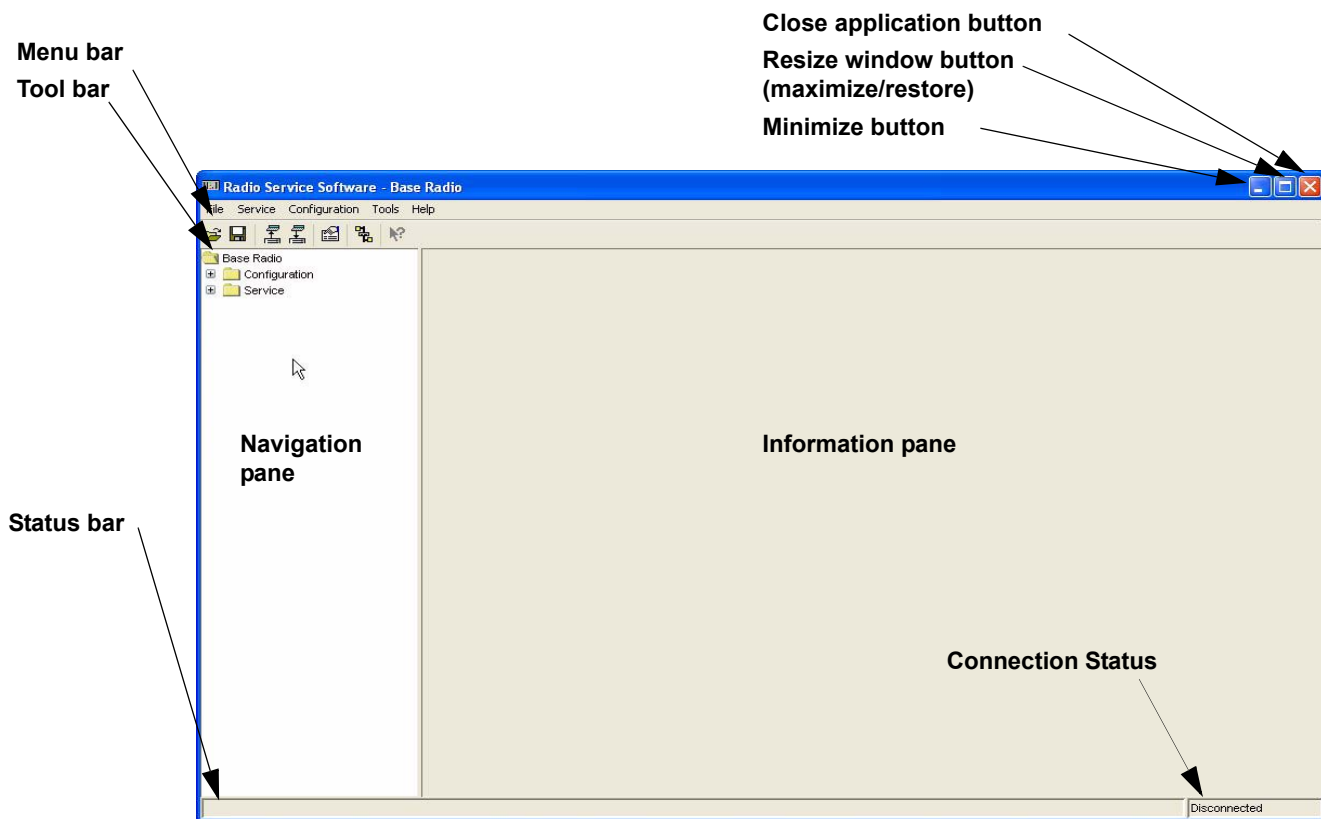 Close application button
Resize window button
(maximize/restore)
Minimize button
Menu bar
Tool bar
Radio Service Software - Base Radio
File Service Configuration Tools Help
Base Radio
Configuration
Service
Navigation
pane
Information pane
Status bar
Connection Status
Disconnected